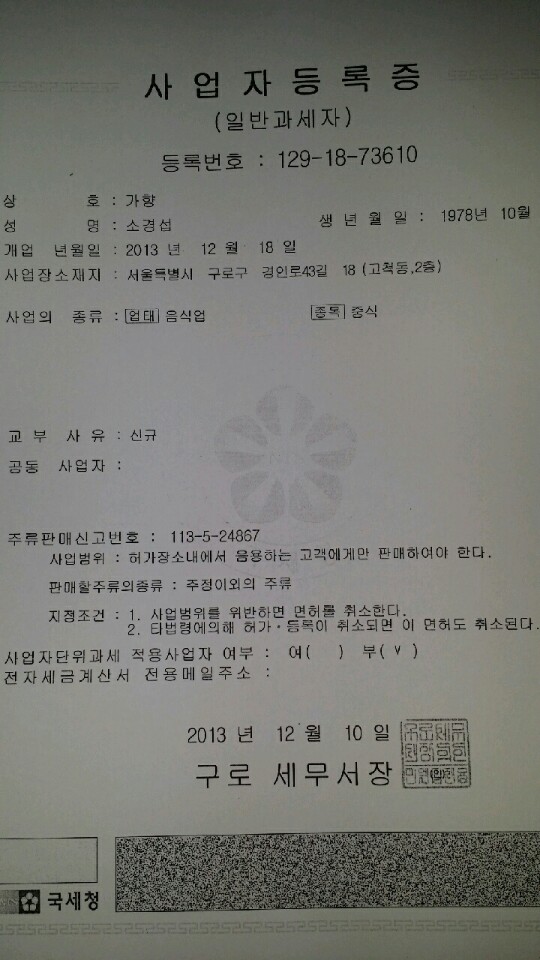 사업자등록증
(일반과세자)
등록번호 : 129-18-73610
상 호 : 가향
성 명 : 소경섭 생 년 월 일 : 1978년 10월
개업 년월일 : 2013 년 12 월 18 일
사업장소재지 : 서울특별시 구로구 경인로43길 18 (고척동,2층)
사업의 종류 : 업태 음식업 종목 중식
교 부 사 유 : 신규
공동 사업자 :
주류판매신고번호 : 113-5-24867
사업범위 : 허가장소내에서 음용하는 고객에게만 판매하여야 한다.
판매할주류의종류 : 주정이외의 주류
지정조건 : 1. 사업범위를 위반하면 면허를 취소한다.
2. 타법령에의해 허가·등록이 취소되면 이 면허도 취소된다.
사업자단위과세 적용사업자 여부 : 여( ) 부( v )
전자세금계산서 전용메일주소 :
2013 년 12 월 10 일
구로 세무서장
국세청